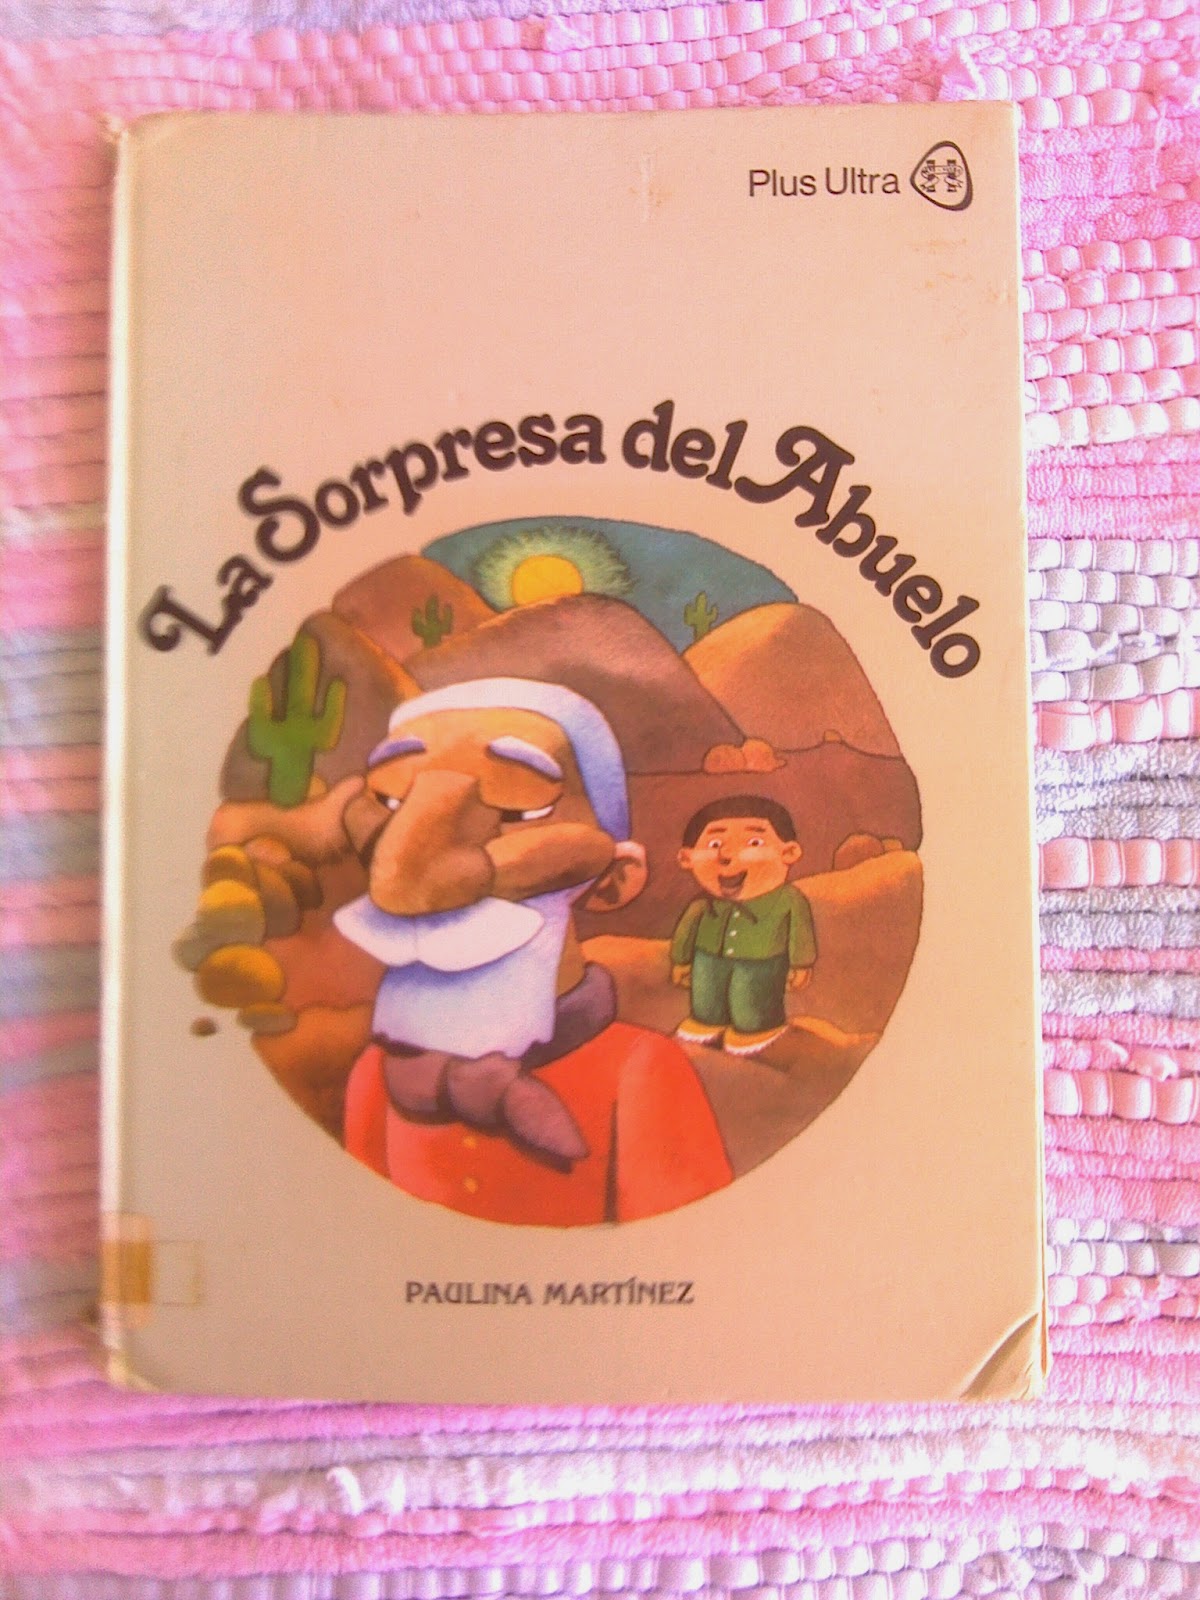 Plus Ultra
La Sorpresa del Abuelo
PAULINA MARTÍNEZ